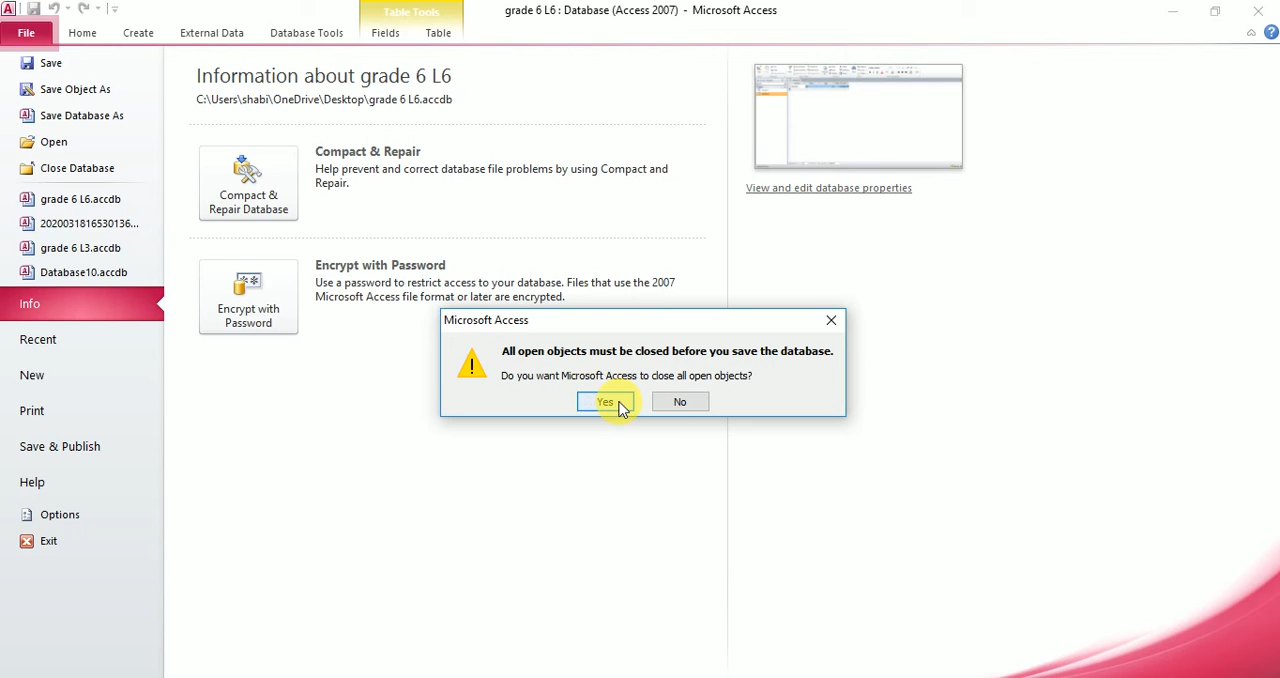 Table Tools
grade 6 L6 : Database (Access 2007) - Microsoft Access
File Home Create External Data Database Tools Fields Table
Save
Save Object As
Save Database As
Open
Close Database
grade 6 L6.accdb
2020031816530136...
grade 6 L3.accdb
Database10.accdb
Info
Recent
New
Print
Save & Publish
Help
Options
Exit
Information about grade 6 L6
C:\Users\shabi\OneDrive\Desktop\grade 6 L6.accdb
Compact &
Repair Database
Compact & Repair
Help prevent and correct database file problems by using Compact and
Repair.
Encrypt with
Password
Encrypt with Password
Use a password to restrict access to your database. Files that use the 2007
Microsoft Access file format or later are encrypted.
View and edit database properties
Microsoft Access
All open objects must be closed before you save the database.
Do you want Microsoft Access to close all open objects?
Yes No